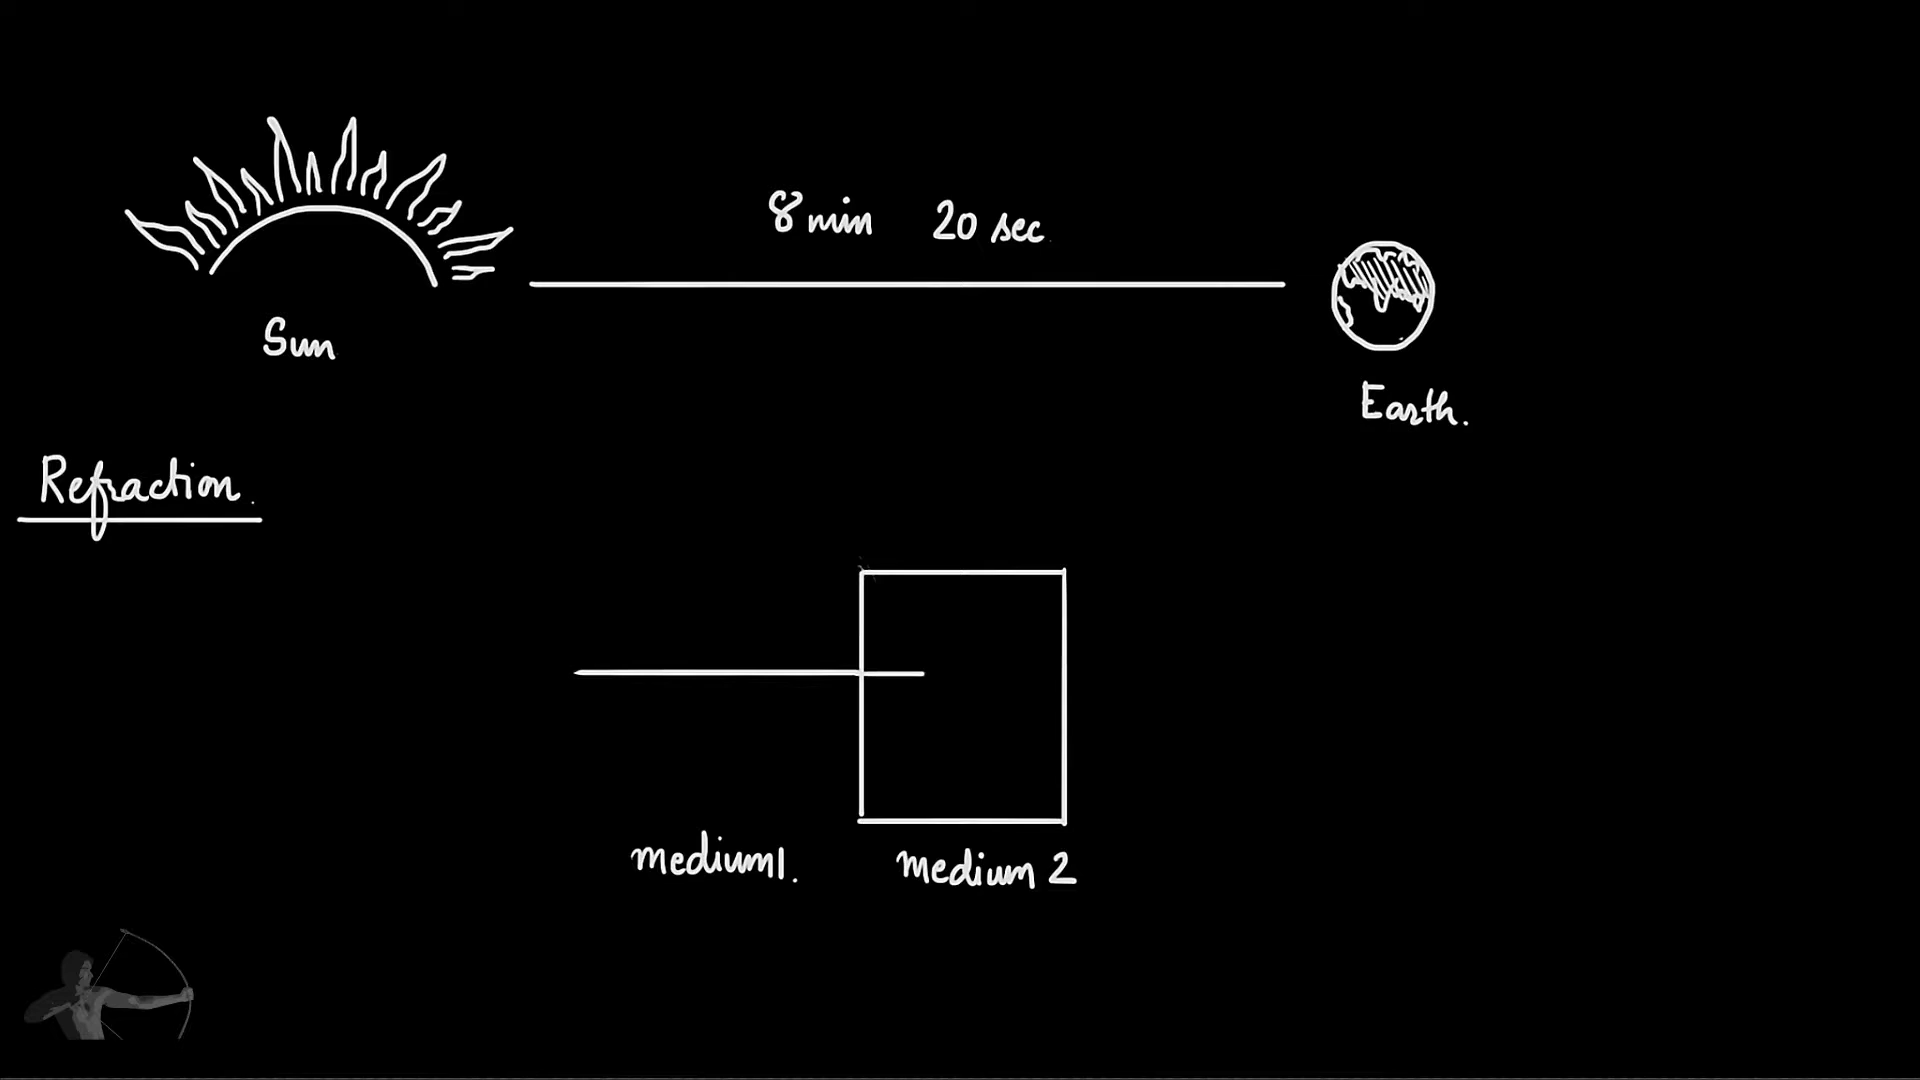 8 min 20 sec.
Sun
Earth.
Refraction.
medium1.
medium 2